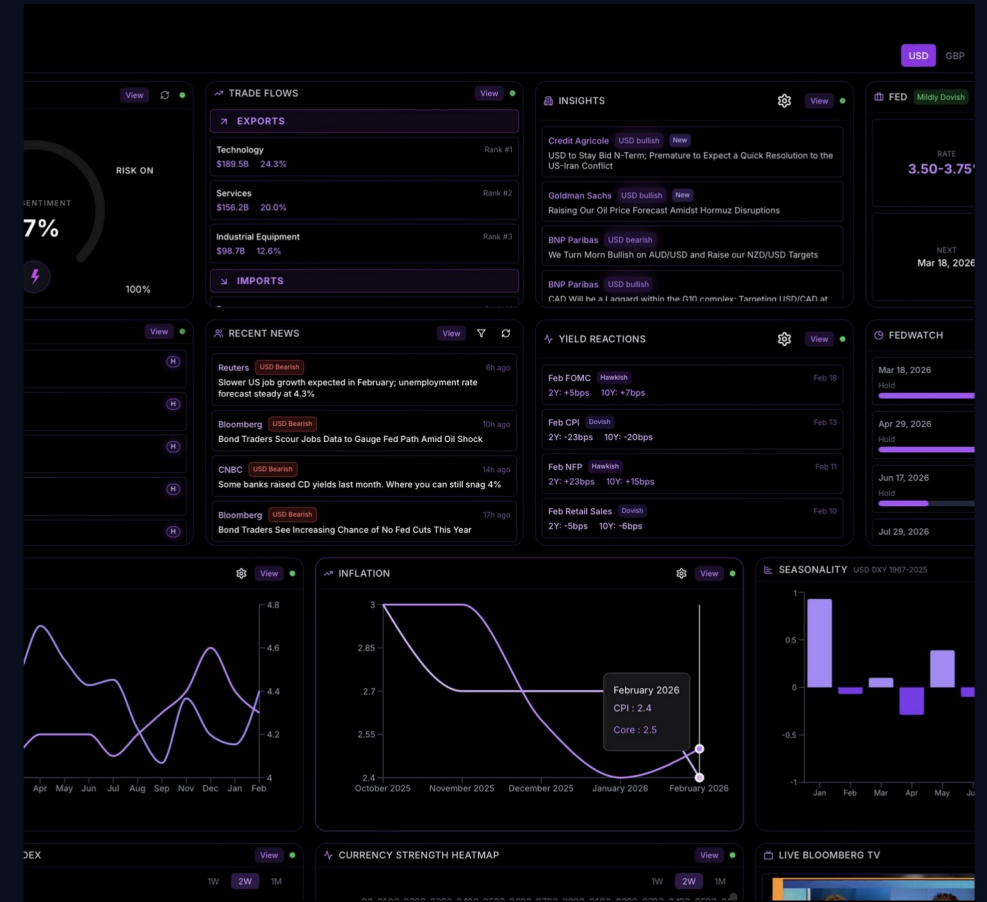 USD GBP
View
RISK ON
7%
100%
TRADE FLOWS View
EXPORTS
Technology Rank #1
$189.5B 24.3%
Services Rank #2
$156.2B 20.0%
Industrial Equipment Rank #3
$98.7B 12.6%
IMPORTS
INSIGHTS View
Credit Agricole USD bullish New
USD to Stay Bid N-Term; Premature to Expect a Quick Resolution to the
US-Iran Conflict
Goldman Sachs USD bullish New
Raising Our Oil Price Forecast Amidst Hormuz Disruptions
BNP Paribas USD bearish
We Turn Morn Bullish on AUD/USD and Raise our NZD/USD Targets
BNP Paribas USD bullish
CAD Will be a Laggard within the G10 complex: Targeting USD/CAD at
FED Mildly Dovish
RATE
3.50-3.75
NEXT
Mar 18, 2026
View
H
H
H
H
H
RECENT NEWS View
Reuters USD Bearish 6h ago
Slower US job growth expected in February; unemployment rate
forecast steady at 4.3%
Bloomberg USD Bearish 10h ago
Bond Traders Scour Jobs Data to Gauge Fed Path Amid Oil Shock
CNBC USD Bearish 14h ago
Some banks raised CD yields last month. Where you can still snag 4%
Bloomberg USD Bearish 17h ago
Bond Traders See Increasing Chance of No Fed Cuts This Year
YIELD REACTIONS View
Feb FOMC Hawkish Feb 18
2Y: +5bps 10Y: +7bps
Feb CPI Dovish Feb 13
2Y: -23bps 10Y: -20bps
Feb NFP Hawkish Feb 11
2Y: +23bps 10Y: +15bps
Feb Retail Sales Dovish Feb 10
2Y: -5bps 10Y: -6bps
FEDWATCH
Mar 18, 2026
Hold
Apr 29, 2026
Hold
Jun 17, 2026
Hold
Jul 29, 2026
View
4.8
4.6
4.4
4.2
4
Apr May Jun Jul Aug Sep Nov Dec Jan Feb
INFLATION View
3
2.85
2.7
2.55
2.4
February 2026
CPI : 2.4
Core : 2.5
October 2025 November 2025 December 2025 January 2026 February 2026
SEASONALITY USD DXY 1967-2025
1
0.5
0
-0.5
-1
Jan Feb Mar Apr May
DEX View
1W 2W 1M
CURRENCY STRENGTH HEATMAP View
1W 2W 1M
LIVE BLOOMBERG TV